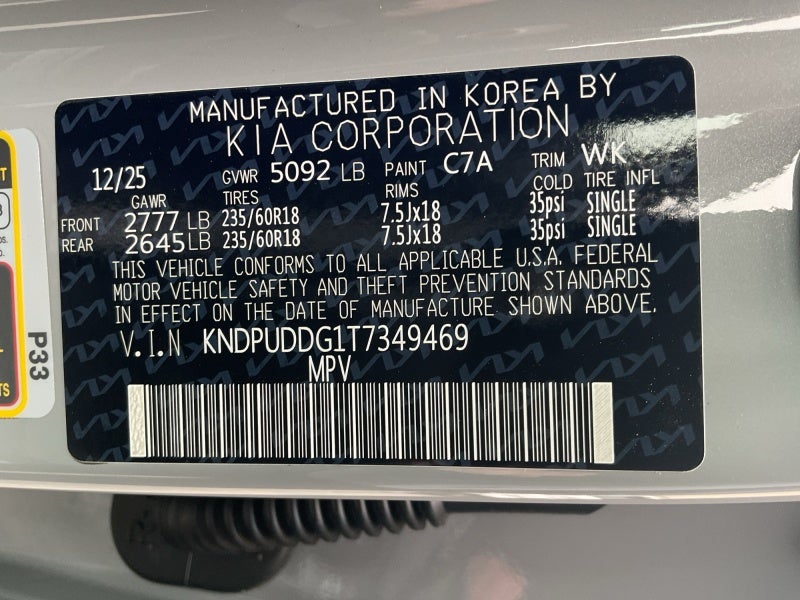 MANUFACTURED IN KOREA BY
KIA CORPORATION
12/25 GVWR 5092 LB PAINT C7A TRIM WK
GAWR TIRES RIMS COLD TIRE INFL
FRONT 2777 LB 235/60R18 7.5Jx18 35psi SINGLE
REAR 2645 LB 235/60R18 7.5Jx18 35psi SINGLE
THIS VEHICLE CONFORMS TO ALL APPLICABLE U.S.A. FEDERAL
MOTOR VEHICLE SAFETY AND THEFT PREVENTION STANDARDS
IN EFFECT ON THE DATE OF MANUFACTURE SHOWN ABOVE.
V.I.N KNDPUDDG1T7349469
MPV
P33